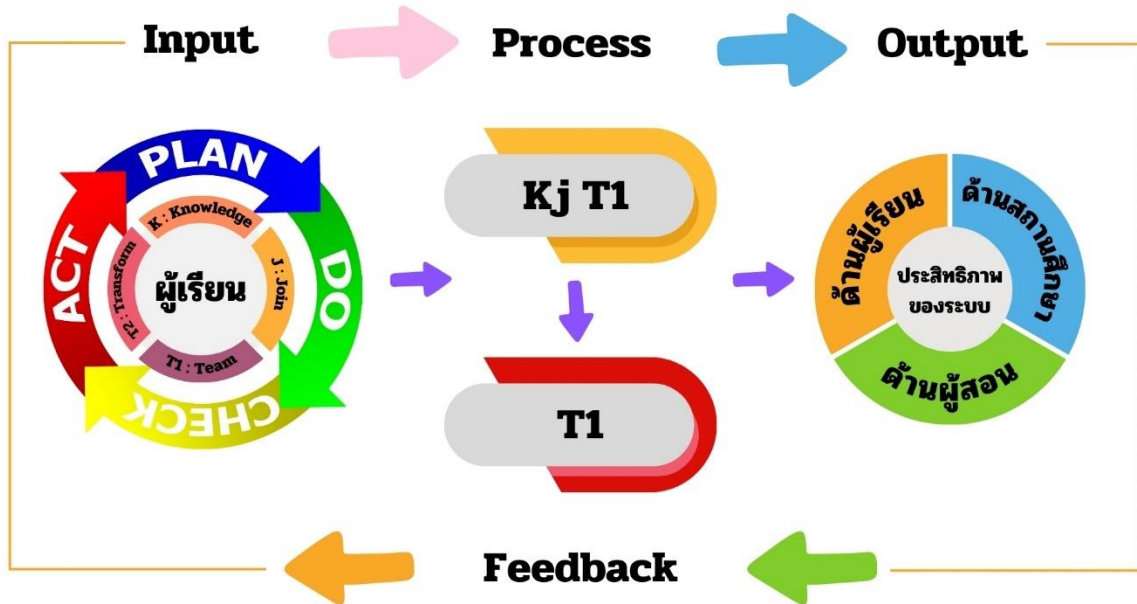 Input
Process
Output
PLAN
DO
CHECK
ACT
K : Knowledge
J : Join
T1 : Team
T2 : Transform
ผู้เรียน
Kj T1
T1
ด้านผู้เรียน
ด้านสถานศึกษา
ด้านผู้สอน
ประสิทธิภาพ
ของระบบ
Feedback